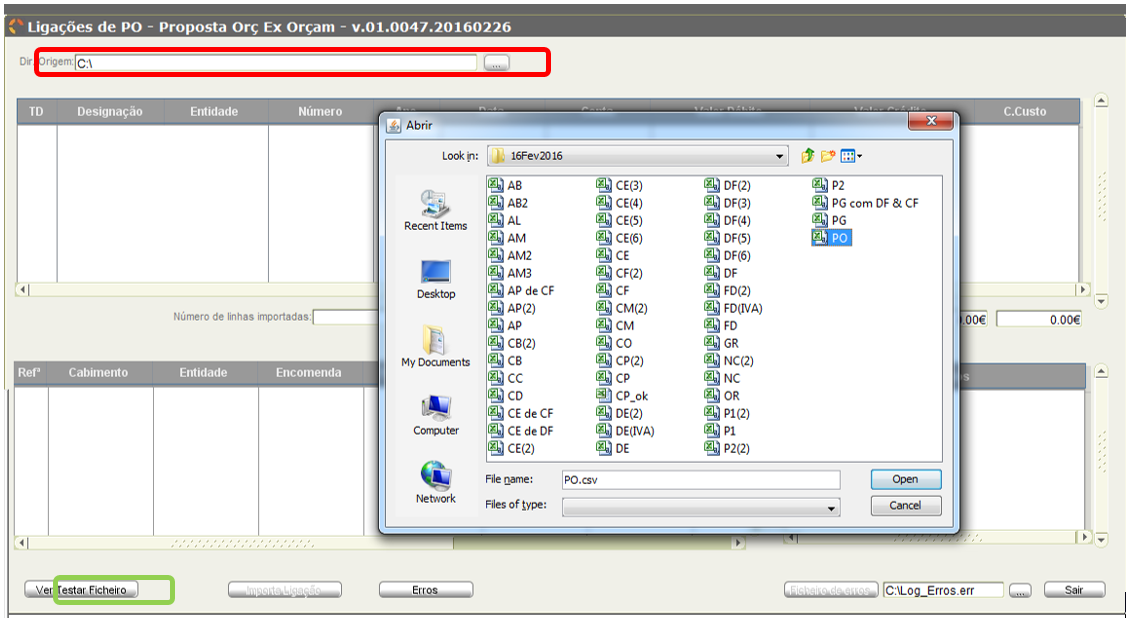 Ligações de PO - Proposta Orç Ex Orçam - v.01.0047.20160226
Dir. Origem: C:\ ...
TD Designação Entidade Número Ano Data Conta Valor Débito Valor Crédito C.Custo
Abrir
Look in: 16Fev2016
AB CE(3) DF(2) P2
AB2 CE(4) DF(3) PG com DF & CF
AL CE(5) DF(4) PG
AM CE(6) DF(5) PO
AM2 CE DF(6)
AM3 CF(2) DF
AP de CF CF FD(2)
AP(2) CM(2) FD(IVA)
AP CM FD
CB(2) CO GR
CB CP(2) NC(2)
CC CP NC
CD CP_ok OR
CE de CF DE(2) P1(2)
CE de DF DE(IVA) P1
CE(2) DE P2(2)
Recent Items
Desktop
My Documents
Computer
Network
File name: PO.csv Open
Files of type: Cancel
Número de linhas importadas: .00€ 0.00€
Refª Cabimento Entidade Encomenda
Ver Testar Ficheiro Importa Ligação Erros Ficheiro de erros C:\Log_Erros.err ... Sair